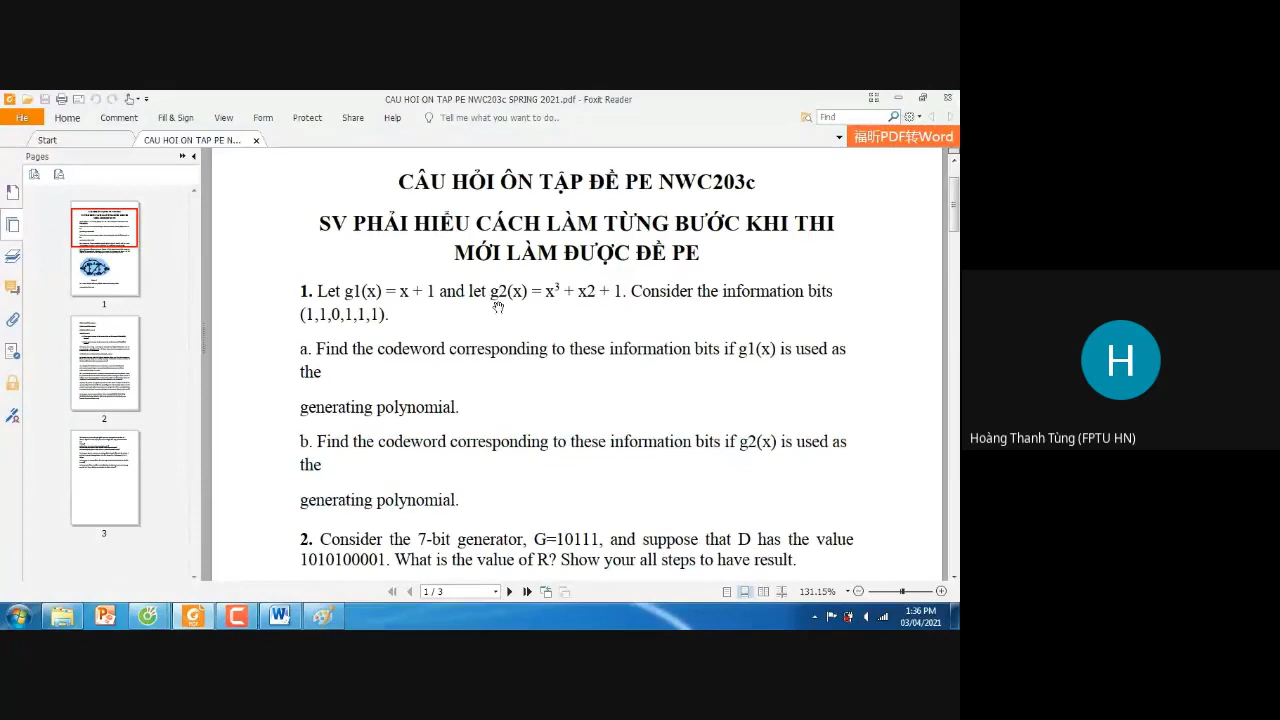 CAU HOI ON TAP PE NWC203c SPRING 2021.pdf - Foxit Reader
File Home Comment Fill & Sign View Form Protect Share Help Tell me what you want to do.. Find
Start CAU HOI ON TAP PE N... 福昕PDF转Word
Pages
CÂU HỎI ÔN TẬP ĐỀ PE NWC203c
SV PHẢI HIỂU CÁCH LÀM TỪNG BƯỚC KHI THI
MỚI LÀM ĐƯỢC ĐỀ PE
1. Let g1(x) = x + 1 and let g2(x) = x³ + x2 + 1. Consider the information bits
(1,1,0,1,1,1).
a. Find the codeword corresponding to these information bits if g1(x) is used as
the
generating polynomial.
b. Find the codeword corresponding to these information bits if g2(x) is used as
the
generating polynomial.
2. Consider the 7-bit generator, G=10111, and suppose that D has the value
1010100001. What is the value of R? Show your all steps to have result.
1
2
3
1 / 3
131.15%
1:36 PM
03/04/2021
H
Hoàng Thanh Tùng (FPTU HN)